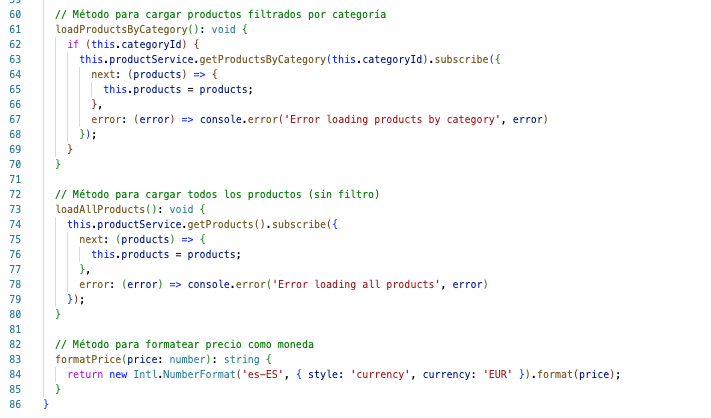 60 // Método para cargar productos filtrados por categoría
61 loadProductsByCategory(): void {
62 if (this.categoryId) {
63 this.productService.getProductsByCategory(this.categoryId).subscribe({
64 next: (products) => {
65 this.products = products;
66 },
67 error: (error) => console.error('Error loading products by category', error)
68 });
69 }
70 }
71
72 // Método para cargar todos los productos (sin filtro)
73 loadAllProducts(): void {
74 this.productService.getProducts().subscribe({
75 next: (products) => {
76 this.products = products;
77 },
78 error: (error) => console.error('Error loading all products', error)
79 });
80 }
81
82 // Método para formatear precio como moneda
83 formatPrice(price: number): string {
84 return new Intl.NumberFormat('es-ES', { style: 'currency', currency: 'EUR' }).format(price);
85 }
86 }